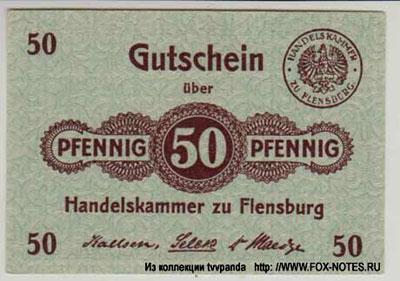 50
Gutschein
HANDELSKAMMER
ZU FLENSBURG
über
PFENNIG 50 PFENNIG
Handelskammer zu Flensburg
50
50
Из коллекции tvvpanda http: //WWW.FOX-NOTES.RU